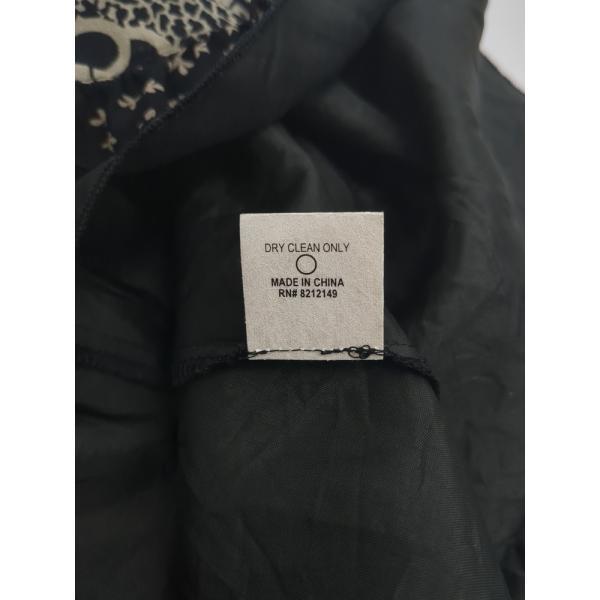 DRY CLEAN ONLY
MADE IN CHINA
RN# 8212149